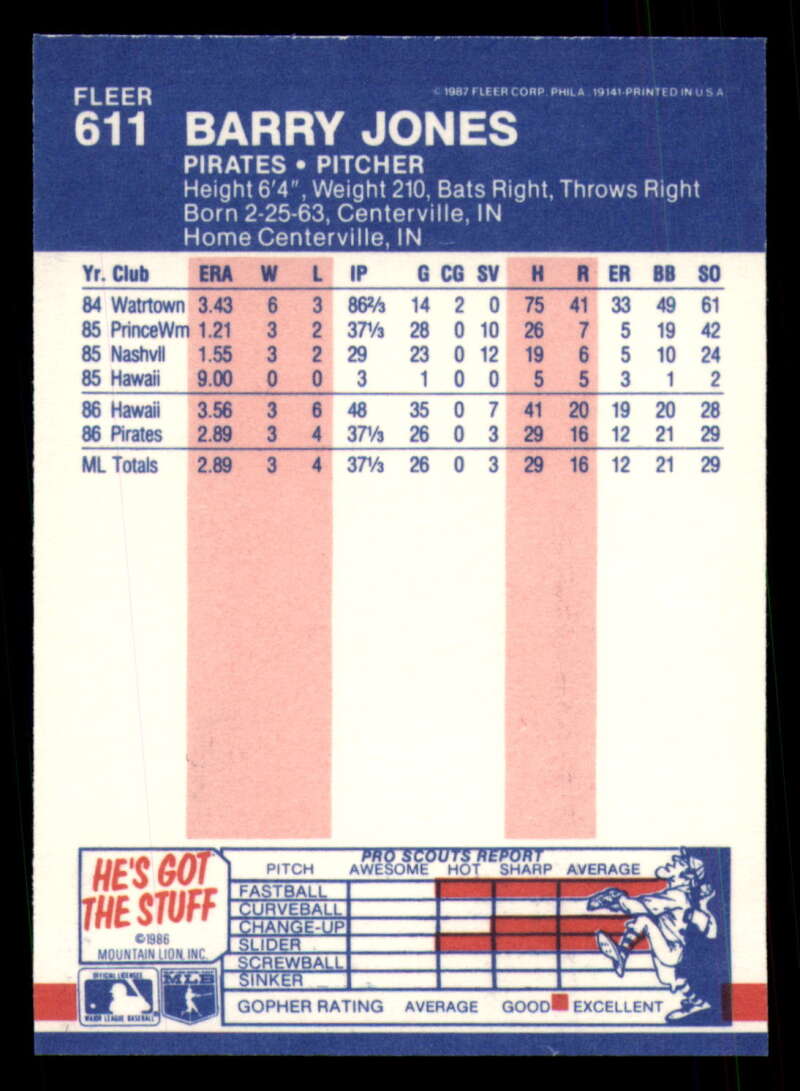 FLEER
© 1987 FLEER CORP. PHILA. 19141-PRINTED IN U S A
611 BARRY JONES
PIRATES • PITCHER
Height 6'4", Weight 210, Bats Right, Throws Right
Born 2-25-63, Centerville, IN
Home Centerville, IN
Yr. Club ERA W L IP G CG SV H R ER BB SO
84 Watrtown 3.43 6 3 86⅔ 14 2 0 75 41 33 49 61
85 PrinceWm 1.21 3 2 37⅓ 28 0 10 26 7 5 19 42
85 Nashvll 1.55 3 2 29 23 0 12 19 6 5 10 24
85 Hawaii 9.00 0 0 3 1 0 0 5 5 3 1 2
86 Hawaii 3.56 3 6 48 35 0 7 41 20 19 20 28
86 Pirates 2.89 3 4 37⅓ 26 0 3 29 16 12 21 29
ML Totals 2.89 3 4 37⅓ 26 0 3 29 16 12 21 29
HE'S GOT
THE STUFF
©1986
MOUNTAIN LION, INC.
PRO SCOUTS REPORT
PITCH AWESOME HOT SHARP AVERAGE
FASTBALL
CURVEBALL
CHANGE-UP
SLIDER
SCREWBALL
SINKER
GOPHER RATING AVERAGE GOOD EXCELLENT
OFFICIAL LICENSEE
MAJOR LEAGUE BASEBALL
MLB